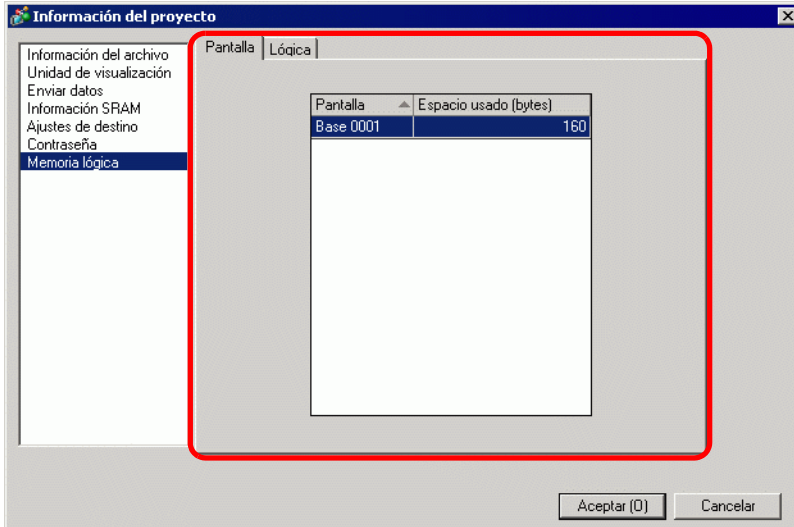 Información del proyecto
Información del archivo
Unidad de visualización
Enviar datos
Información SRAM
Ajustes de destino
Contraseña
Memoria lógica
Pantalla Lógica
Pantalla Espacio usado (bytes)
Base 0001 160
Aceptar (O) Cancelar